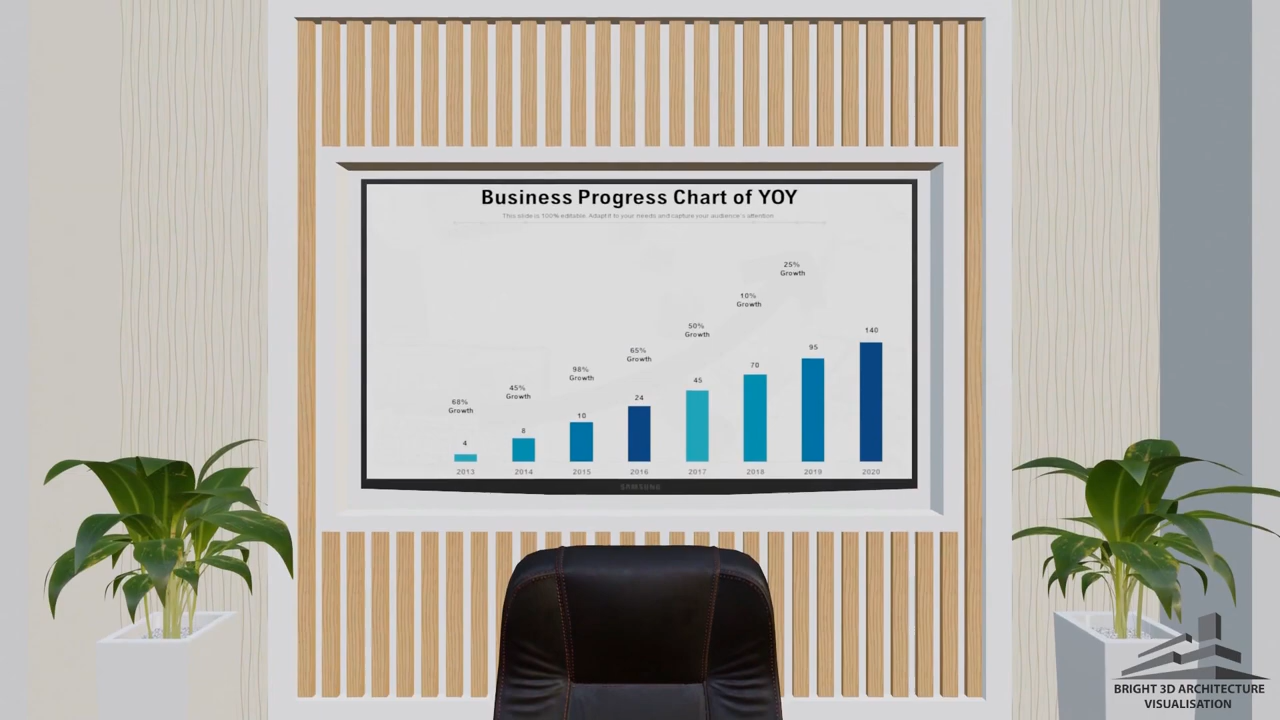 Business Progress Chart of YOY
This slide is 100% editable. Adapt it to your needs and capture your audience's attention.
25%
Growth
10%
Growth
50%
Growth
65%
Growth
98%
Growth
45%
Growth
68%
Growth
4
8
10
24
45
70
95
140
2013 2014 2015 2016 2017 2018 2019 2020
SAMSUNG
BRIGHT 3D ARCHITECTURE
VISUALISATION